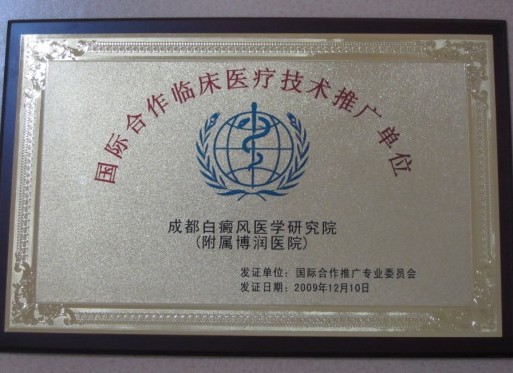 国际合作临床医疗技术推广单位
成都白癜风医学研究院
(附属博润医院)
发证单位：国际合作推广专业委员会
发证日期：2009年12月10日